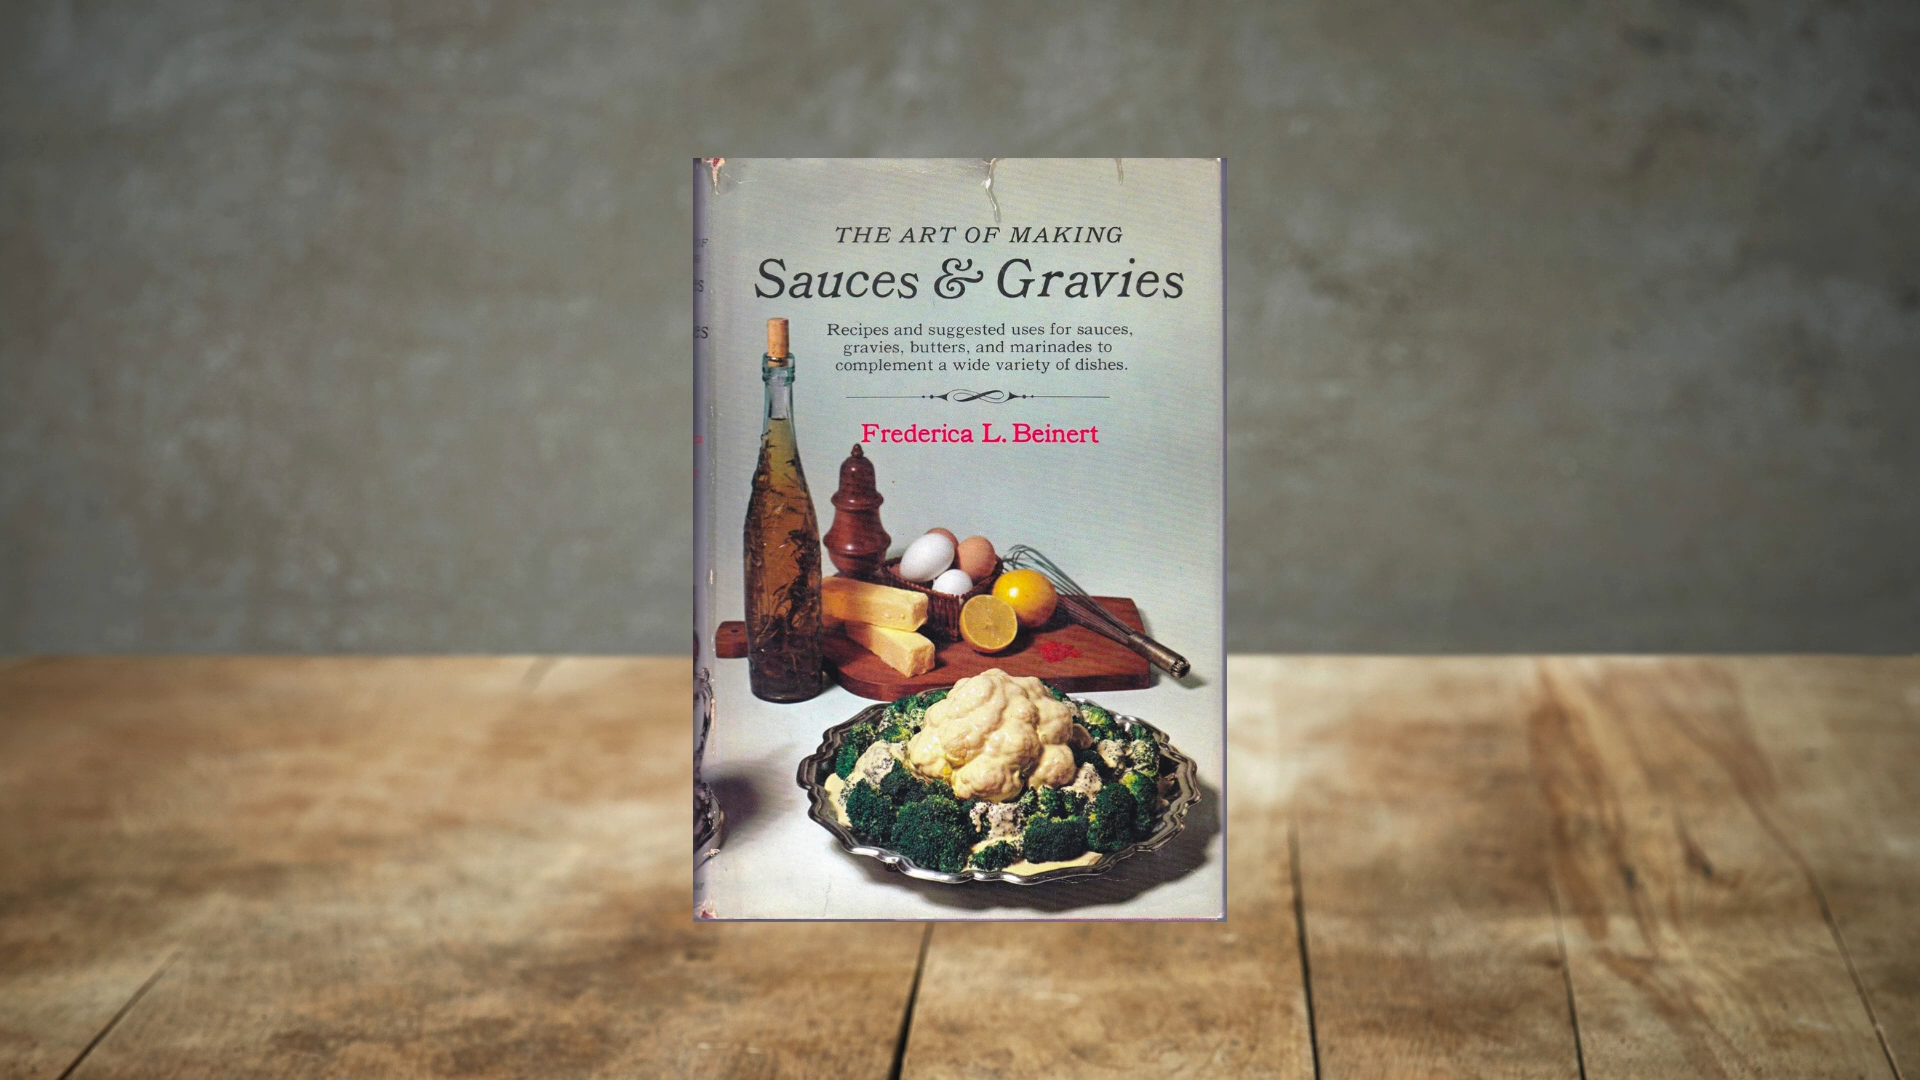 THE ART OF MAKING
Sauces & Gravies
Recipes and suggested uses for sauces,
gravies, butters, and marinades to
complement a wide variety of dishes.
Frederica L. Beinert